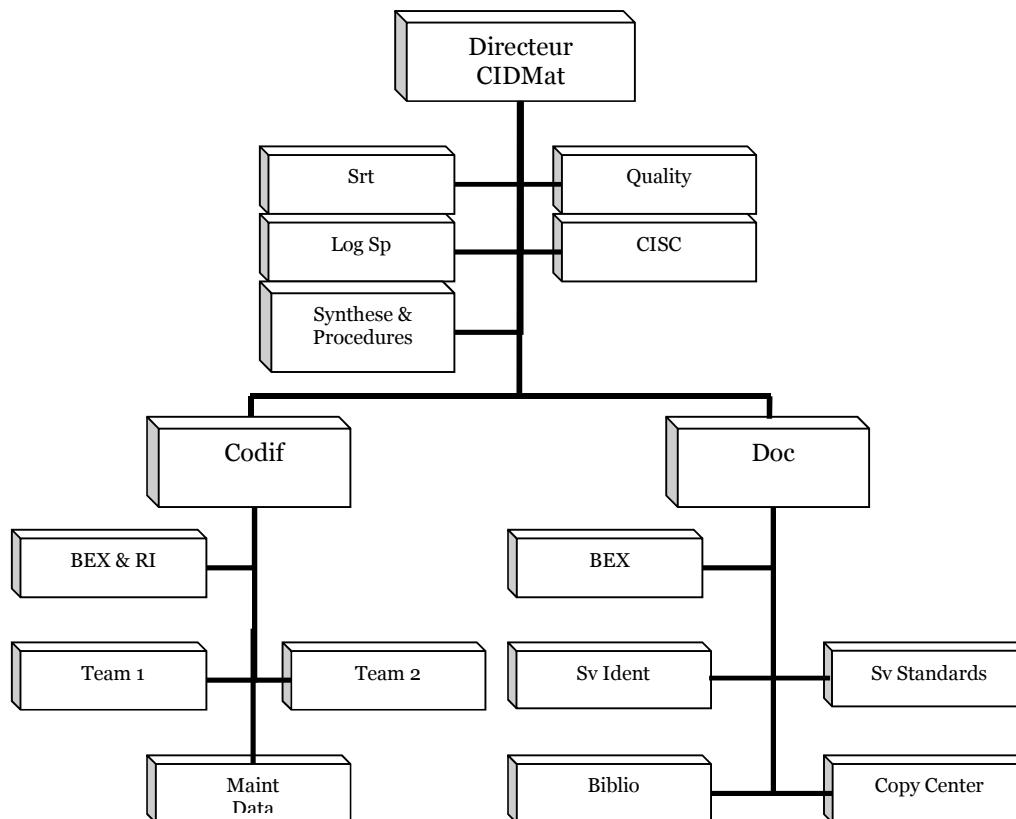 Directeur
CIDMat
Srt
Quality
Log Sp
CISC
Synthese &
Procedures
Codif
Doc
BEX & RI
BEX
Team 1
Team 2
Sv Ident
Sv Standards
Maint
Data
Biblio
Copy Center